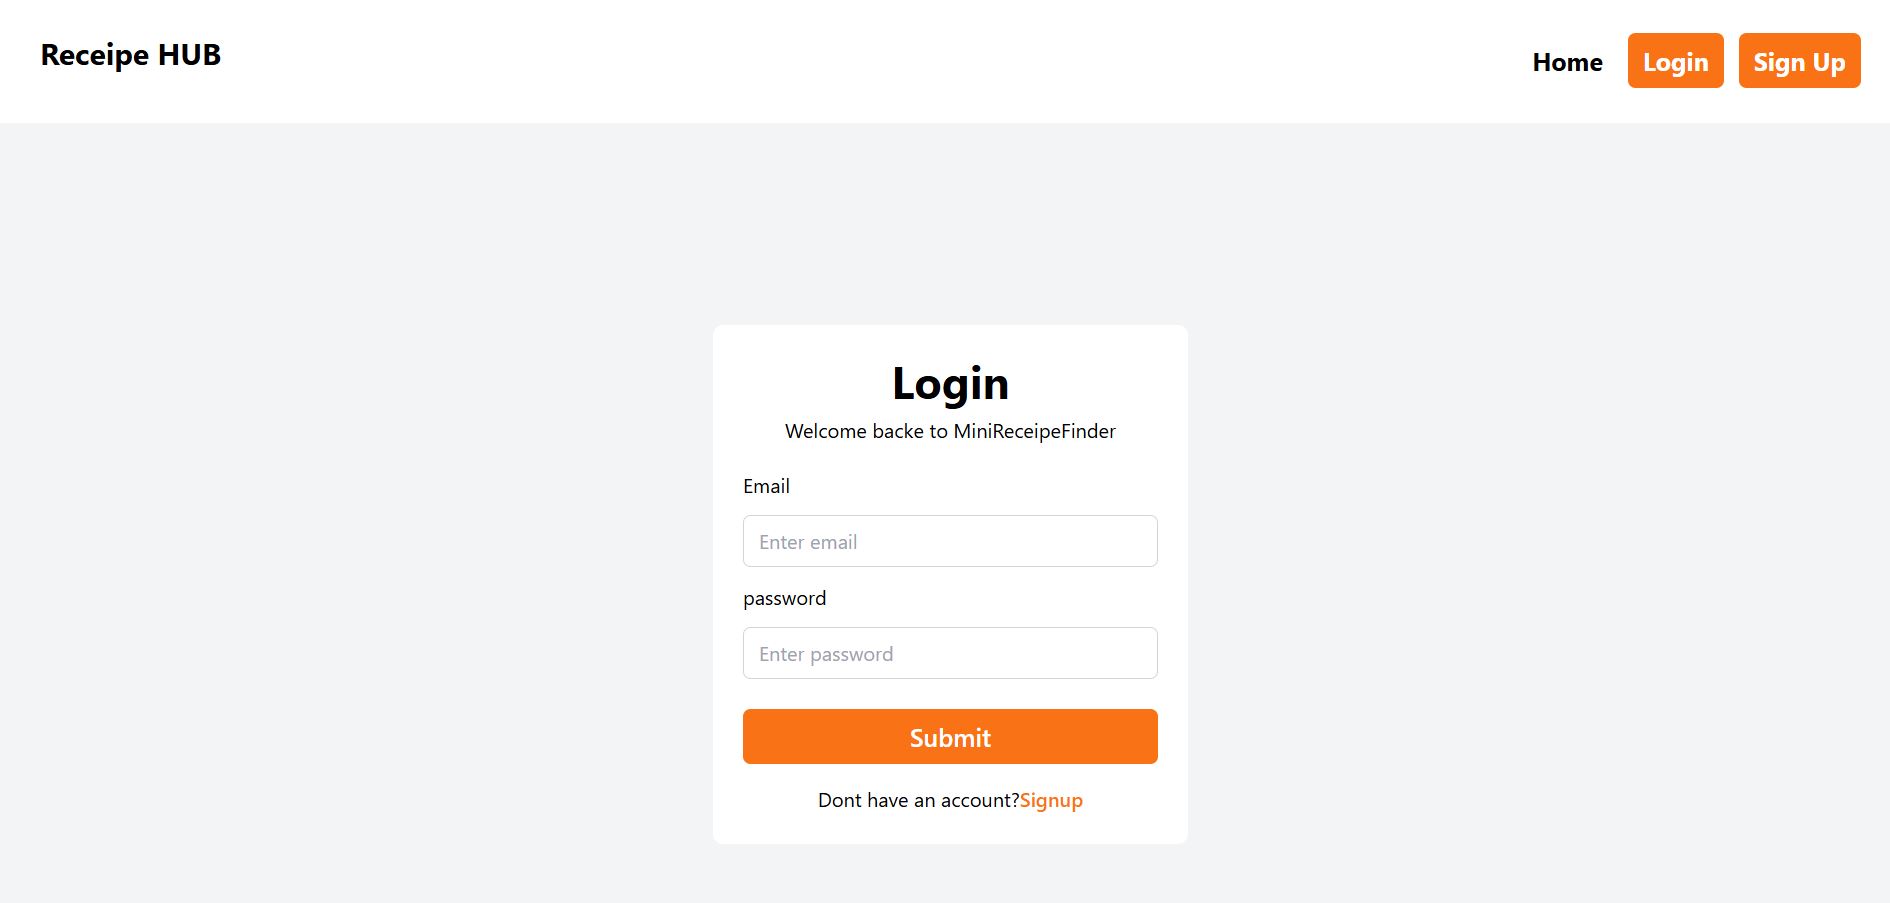 Receipe HUB
Home Login Sign Up
Login
Welcome backe to MiniReceipeFinder
Email
Enter email
password
Enter password
Submit
Dont have an account?Signup